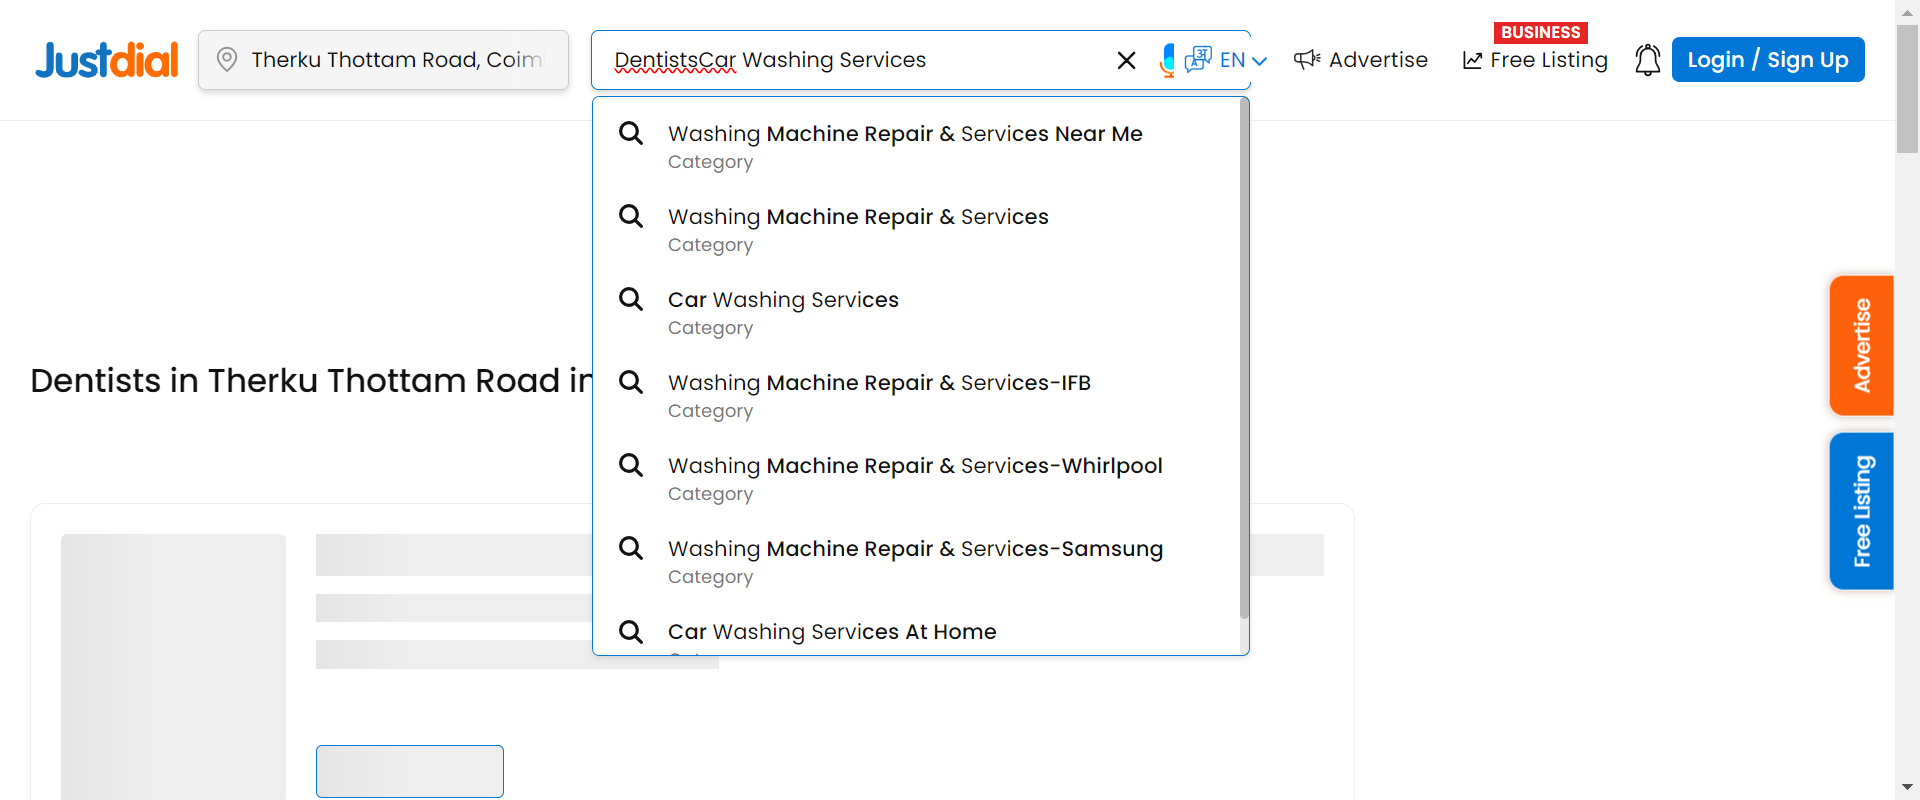 Justdial
Therku Thottam Road, Coim
DentistsCar Washing Services
EN
Advertise
BUSINESS
Free Listing
Login / Sign Up
Washing Machine Repair & Services Near Me
Category
Washing Machine Repair & Services
Category
Car Washing Services
Category
Washing Machine Repair & Services-IFB
Category
Washing Machine Repair & Services-Whirlpool
Category
Washing Machine Repair & Services-Samsung
Category
Car Washing Services At Home
Dentists in Therku Thottam Road in
Advertise
Free Listing